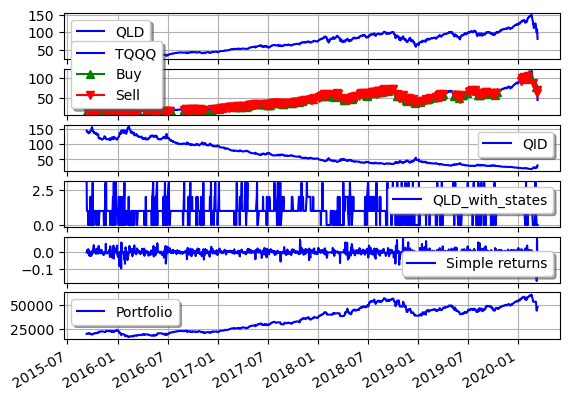 150
100
50
QLD
TQQQ
100
50
Buy
Sell
150
100
50
QID
2.5
0.0
QLD_with_states
0.0
−0.1
Simple returns
50000
25000
Portfolio
2015-07 2016-01 2016-07 2017-01 2017-07 2018-01 2018-07 2019-01 2019-07 2020-01